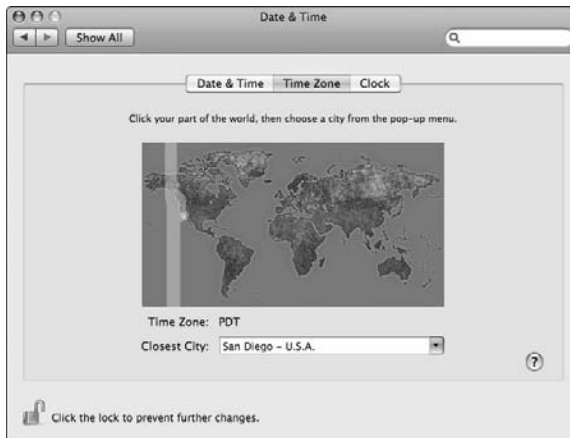 Date & Time
Show All
Date & Time Time Zone Clock
Click your part of the world, then choose a city from the pop-up menu.
Time Zone: PDT
Closest City: San Diego – U.S.A.
?
Click the lock to prevent further changes.